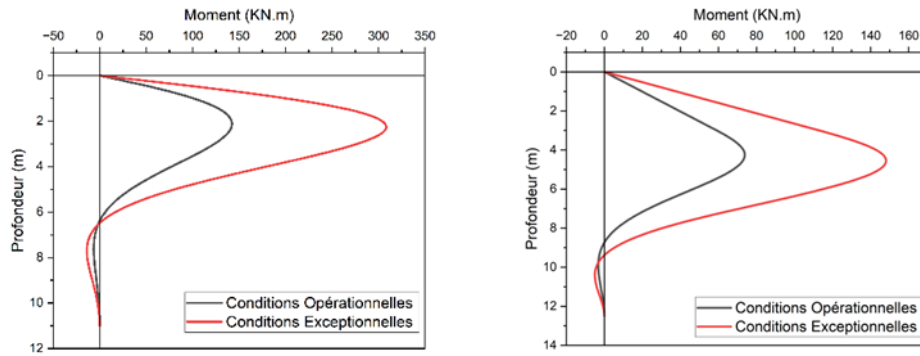 Moment (KN.m)
−50 0 50 100 150 200 250 300 350
0
2
4
6
8
10
12
Profondeur (m)
Conditions Opérationnelles
Conditions Exceptionnelles
Moment (KN.m)
−20 0 20 40 60 80 100 120 140 160
0
2
4
6
8
10
12
14
Profondeur (m)
Conditions Opérationnelles
Conditions Exceptionnelles